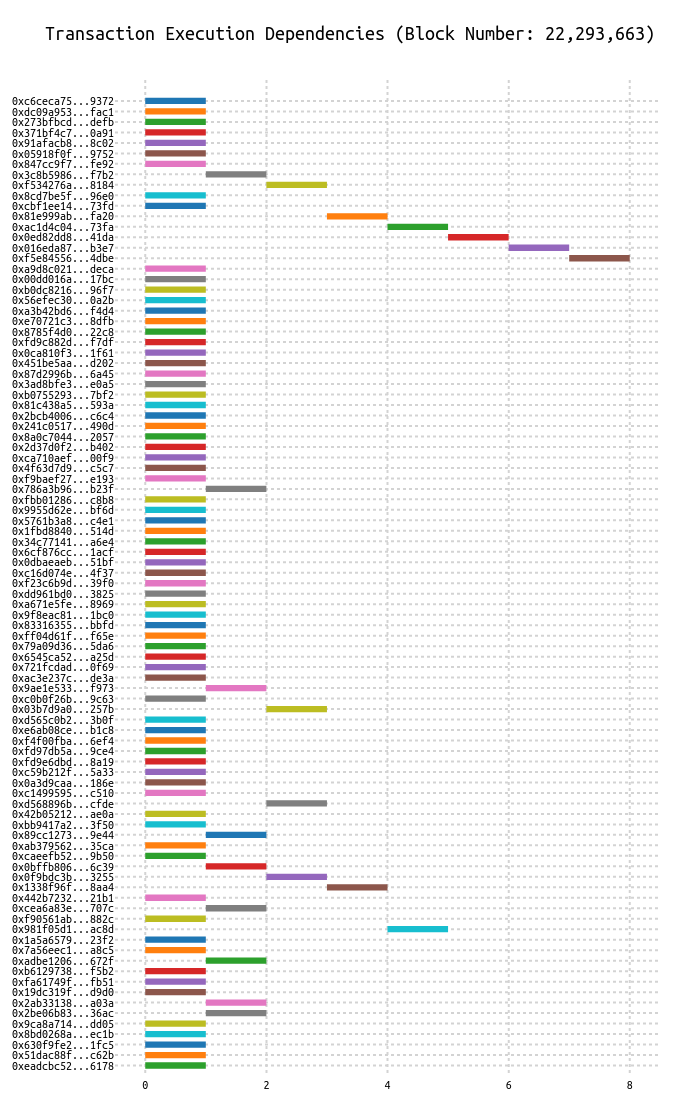 Transaction Execution Dependencies (Block Number: 22,293,663)
0xc6ceca75...9372
0xdc09a953...fac1
0x273bfbcd...defb
0x371bf4c7...0a91
0x91afacb8...8c02
0x05918f0f...9752
0x847cc9f7...fe92
0x3c8b5986...f7b2
0xf534276a...8184
0x8cd7be5f...96e0
0xcbf1ee14...73fd
0x81e999ab...fa20
0xac1d4c04...73fa
0x0ed82dd8...41da
0x016eda87...b3e7
0xf5e84556...4dbe
0xa9d8c021...deca
0x00dd016a...17bc
0xb0dc8216...96f7
0x56efec30...0a2b
0xa3b42bd6...f4d4
0xe70721c3...8dfb
0x8785f4d0...22c8
0xfd9c882d...f7df
0x0ca810f3...1f61
0x451be5aa...d202
0x87d2996b...6a45
0x3ad8bfe3...e0a5
0xb0755293...7bf2
0x81c438a5...593a
0x2bcb4006...c6c4
0x241c0517...490d
0x8a0c7044...2057
0x2d37d0f2...b402
0xca710aef...00f9
0x4f63d7d9...c5c7
0xf9baef27...e193
0x786a3b96...b23f
0xfbb01286...c8b8
0x9955d62e...bf6d
0x5761b3a8...c4e1
0x1fbd8840...514d
0x34c77141...a6e4
0x6cf876cc...1acf
0x0dbaeaeb...51bf
0xc16d074e...4f37
0xf23c6b9d...39f0
0xdd961bd0...3825
0xa671e5fe...8969
0x9f8eac81...1bc0
0x83316355...bbfd
0xff04d61f...f65e
0x79a09d36...5da6
0x6545ca52...a25d
0x721fcdad...0f69
0xac3e237c...de3a
0x9ae1e533...f973
0xc0b0f26b...9c63
0x03b7d9a0...257b
0xd565c0b2...3b0f
0xe6ab08ce...b1c8
0xf4f00fba...6ef4
0xfd97db5a...9ce4
0xfd9e6dbd...8a19
0xc59b212f...5a33
0x0a3d9caa...186e
0xc1499595...c510
0xd568896b...cfde
0x42b05212...ae0a
0xbb9417a2...3f50
0x89cc1273...9e44
0xab379562...35ca
0xcaeefb52...9b50
0x0bffb806...6c39
0x0f9bdc3b...3255
0x1338f96f...8aa4
0x442b7232...21b1
0xcea6a83e...707c
0xf90561ab...882c
0x981f05d1...ac8d
0x1a5a6579...23f2
0x7a56eec1...a8c5
0xadbe1206...672f
0xb6129738...f5b2
0xfa61749f...fb51
0x19dc319f...d9d0
0x2ab33138...a03a
0x2be06b83...36ac
0x9ca8a714...dd05
0x8bd0268a...ec1b
0x630f9fe2...1fc5
0x51dac88f...c62b
0xeadcbc52...6178
0 2 4 6 8